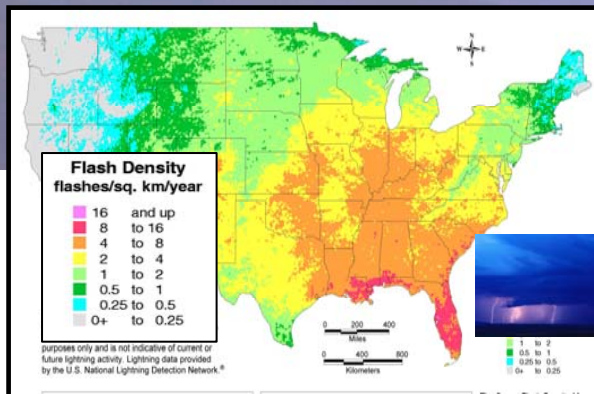 N
W E
S
Flash Density
flashes/sq. km/year
16 and up
8 to 16
4 to 8
2 to 4
1 to 2
0.5 to 1
0.25 to 0.5
0+ to 0.25
purposes only and is not indicative of current or
future lightning activity. Lightning data provided
by the U.S. National Lightning Detection Network.®
0 200 400
Miles
0 400 800
Kilometers
1 to 2
0.5 to 1
0.25 to 0.5
0+ to 0.25